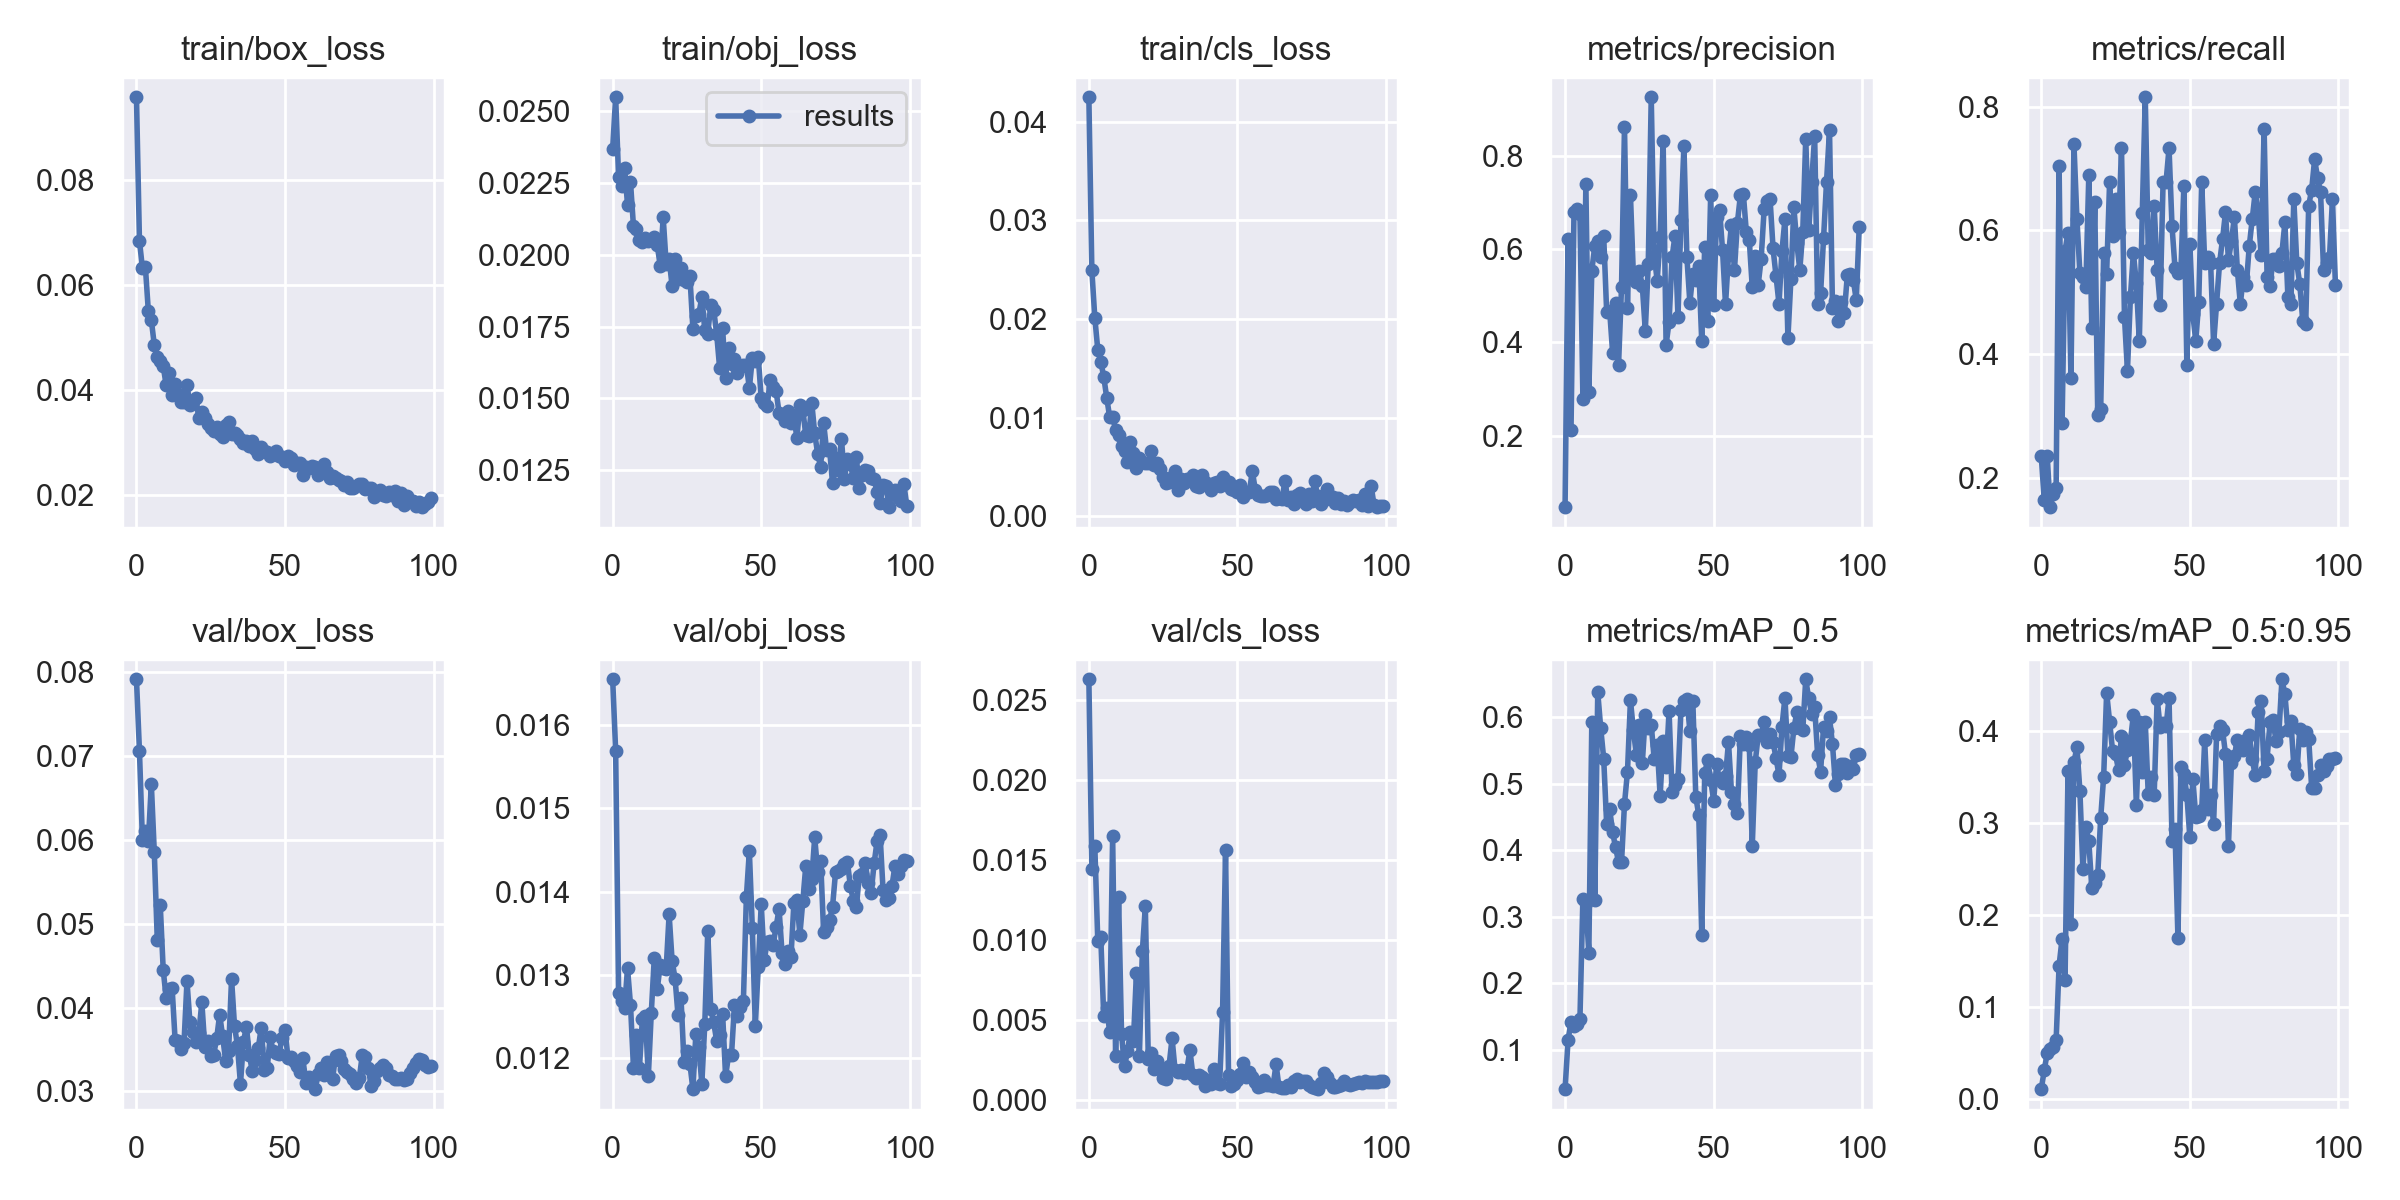 train/box_loss
0.08
0.06
0.04
0.02
0 50 100
train/obj_loss
results
0.0250
0.0225
0.0200
0.0175
0.0150
0.0125
0 50 100
train/cls_loss
0.04
0.03
0.02
0.01
0.00
0 50 100
metrics/precision
0.8
0.6
0.4
0.2
0 50 100
metrics/recall
0.8
0.6
0.4
0.2
0 50 100
val/box_loss
0.08
0.07
0.06
0.05
0.04
0.03
0 50 100
val/obj_loss
0.016
0.015
0.014
0.013
0.012
0 50 100
val/cls_loss
0.025
0.020
0.015
0.010
0.005
0.000
0 50 100
metrics/mAP_0.5
0.6
0.5
0.4
0.3
0.2
0.1
0 50 100
metrics/mAP_0.5:0.95
0.4
0.3
0.2
0.1
0.0
0 50 100